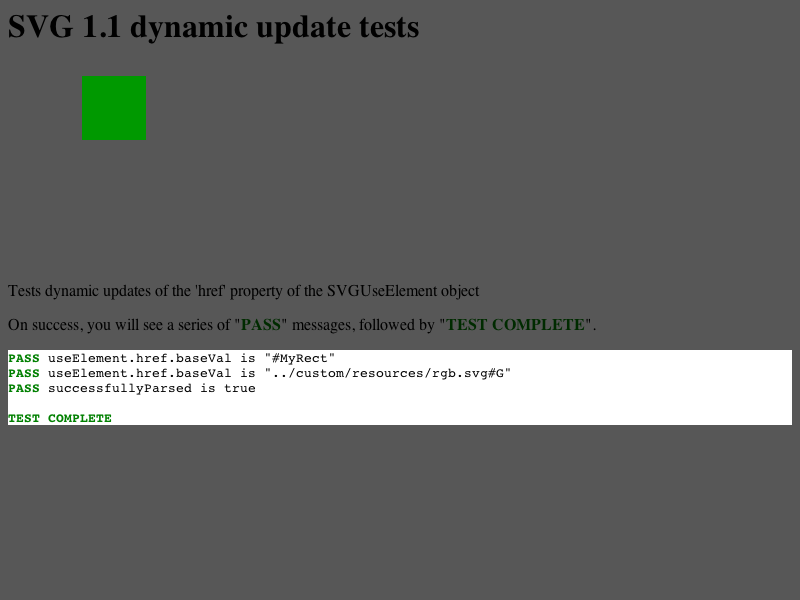 SVG 1.1 dynamic update tests
Tests dynamic updates of the 'href' property of the SVGUseElement object
On success, you will see a series of "PASS" messages, followed by "TEST COMPLETE".
PASS useElement.href.baseVal is "#MyRect"
PASS useElement.href.baseVal is "../custom/resources/rgb.svg#G"
PASS successfullyParsed is true
TEST COMPLETE